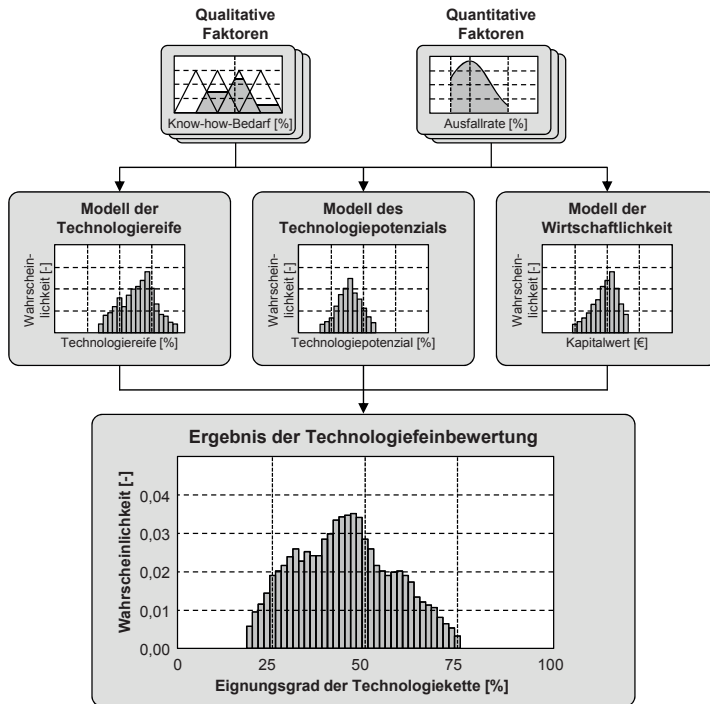 Qualitative
Faktoren
Know-how-Bedarf [%]
Quantitative
Faktoren
Ausfallrate [%]
Modell der
Technologiereife
Wahrschein-
lichkeit [-]
Technologiereife [%]
Modell des
Technologiepotenzials
Wahrschein-
lichkeit [-]
Technologiepotenzial [%]
Modell der
Wirtschaftlichkeit
Wahrschein-
lichkeit [-]
Kapitalwert [€]
Ergebnis der Technologiefeinbewertung
Wahrscheinlichkeit [-]
0,04
0,03
0,02
0,01
0,00
0 25 50 75 100
Eignungsgrad der Technologiekette [%]